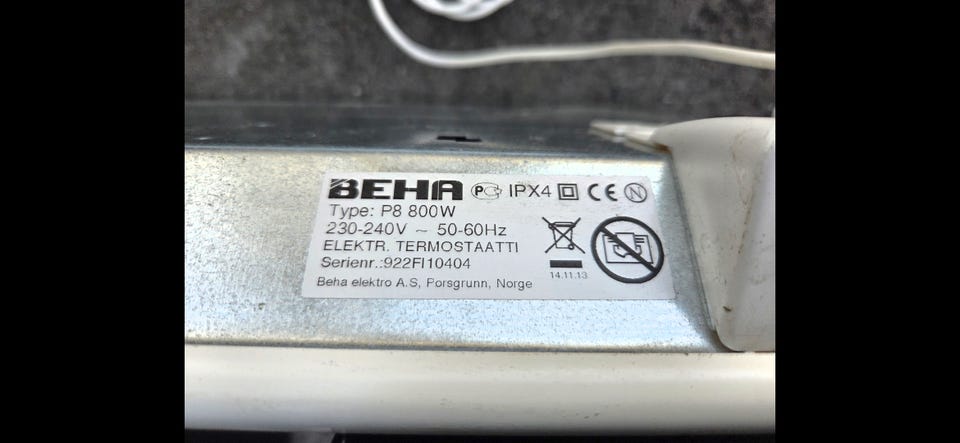 BEHA IPX4 CE N
Type: P8 800W
230-240V ~ 50-60Hz
ELEKTR. TERMOSTAATTI
Serienr.:922FI10404
14.11.13
Beha elektro A.S, Porsgrunn, Norge